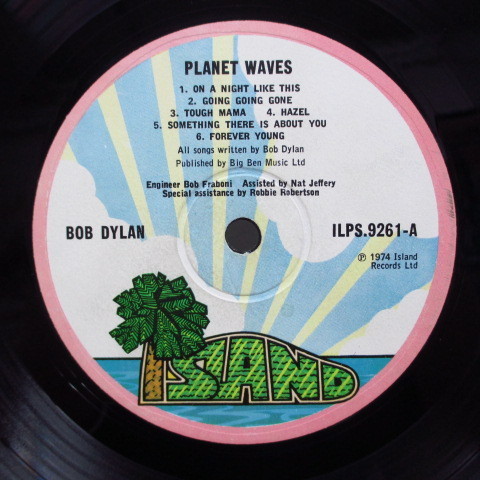 PLANET WAVES
1. ON A NIGHT LIKE THIS
2. GOING GOING GONE
3. TOUGH MAMA 4. HAZEL
5. SOMETHING THERE IS ABOUT YOU
6. FOREVER YOUNG
All songs written by Bob Dylan
Published by Big Ben Music Ltd
Engineer Bob Fraboni Assisted by Nat Jeffery
Special assistance by Robbie Robertson
BOB DYLAN
ILPS.9261-A
℗ 1974 Island
Records Ltd
ISLAND